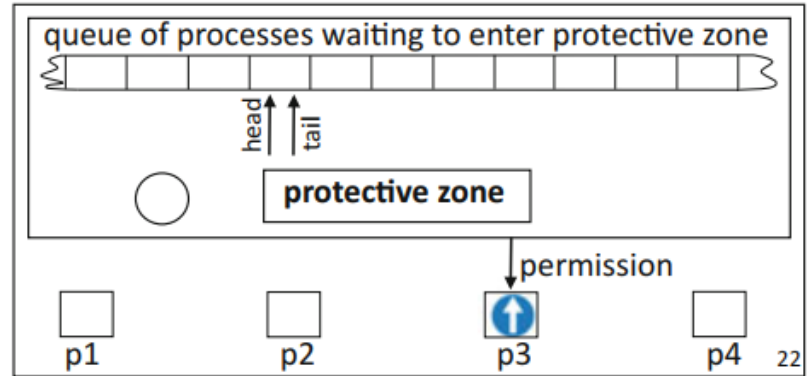 queue of processes waiting to enter protective zone
head
tail
protective zone
permission
p1 p2 p3 p4
22